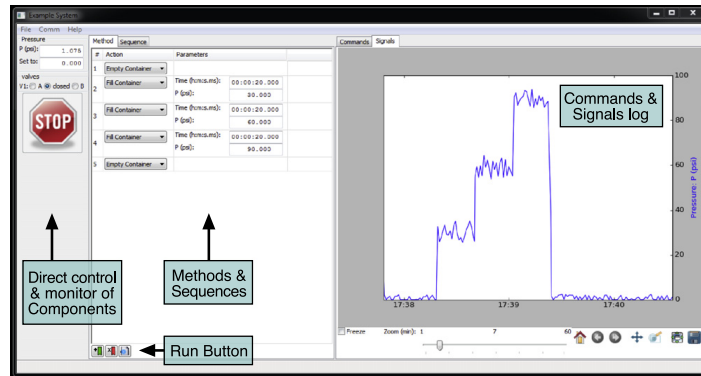 Example System
File Comm Help
Pressure
P (psi): 1.075
Set to: 0.000
valves
V1: A closed B
STOP
Method Sequence
# Action Parameters
1 Empty Container
2 Fill Container Time (h:m:s.ms): 00:00:20.000
P (psi): 30.000
3 Fill Container Time (h:m:s.ms): 00:00:20.000
P (psi): 60.000
4 Fill Container Time (h:m:s.ms): 00:00:20.000
P (psi): 90.000
5 Empty Container
Direct control
& monitor of
Components
Methods &
Sequences
Run Button
Commands Signals
Commands &
Signals log
100
80
60
40
20
0
Pressure: P (psi)
17:38 17:39 17:40
Freeze Zoom (min): 1 7 60